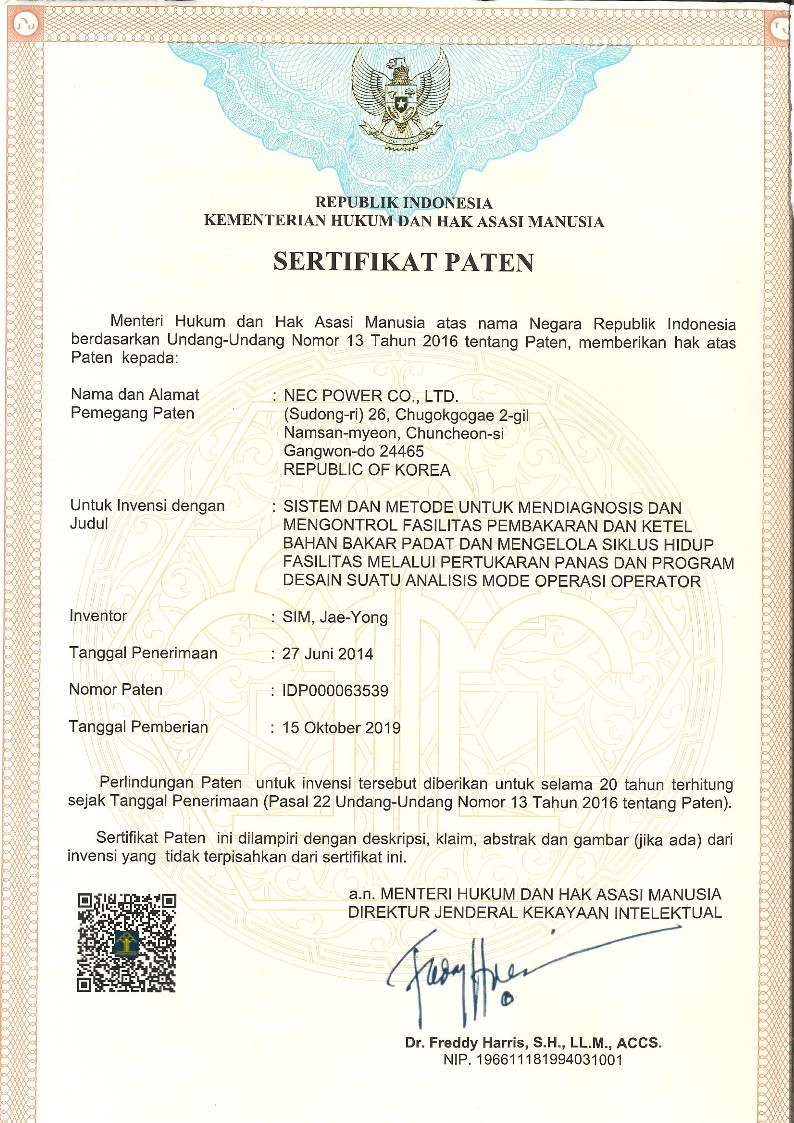 REPUBLIK INDONESIA
KEMENTERIAN HUKUM DAN HAK ASASI MANUSIA
SERTIFIKAT PATEN
Menteri Hukum dan Hak Asasi Manusia atas nama Negara Republik Indonesia
berdasarkan Undang-Undang Nomor 13 Tahun 2016 tentang Paten, memberikan hak atas
Paten kepada:
Nama dan Alamat : NEC POWER CO., LTD.
Pemegang Paten (Sudong-ri) 26, Chugokgogae 2-gil
Namsan-myeon, Chuncheon-si
Gangwon-do 24465
REPUBLIC OF KOREA
Untuk Invensi dengan : SISTEM DAN METODE UNTUK MENDIAGNOSIS DAN
Judul MENGONTROL FASILITAS PEMBAKARAN DAN KETEL
BAHAN BAKAR PADAT DAN MENGELOLA SIKLUS HIDUP
FASILITAS MELALUI PERTUKARAN PANAS DAN PROGRAM
DESAIN SUATU ANALISIS MODE OPERASI OPERATOR
Inventor : SIM, Jae-Yong
Tanggal Penerimaan : 27 Juni 2014
Nomor Paten : IDP000063539
Tanggal Pemberian : 15 Oktober 2019
Perlindungan Paten untuk invensi tersebut diberikan untuk selama 20 tahun terhitung
sejak Tanggal Penerimaan (Pasal 22 Undang-Undang Nomor 13 Tahun 2016 tentang Paten).
Sertifikat Paten ini dilampiri dengan deskripsi, klaim, abstrak dan gambar (jika ada) dari
invensi yang tidak terpisahkan dari sertifikat ini.
a.n. MENTERI HUKUM DAN HAK ASASI MANUSIA
DIREKTUR JENDERAL KEKAYAAN INTELEKTUAL
Dr. Freddy Harris, S.H., LL.M., ACCS.
NIP. 196611181994031001